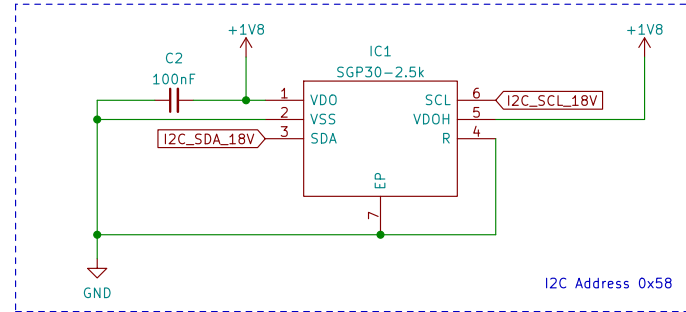 +1V8
+1V8
C2
100nF
IC1
SGP30-2.5k
1 VDO SCL 6 I2C_SCL_18V
2 VSS VDOH 5
I2C_SDA_18V 3 SDA R 4
EP
7
GND
I2C Address 0x58